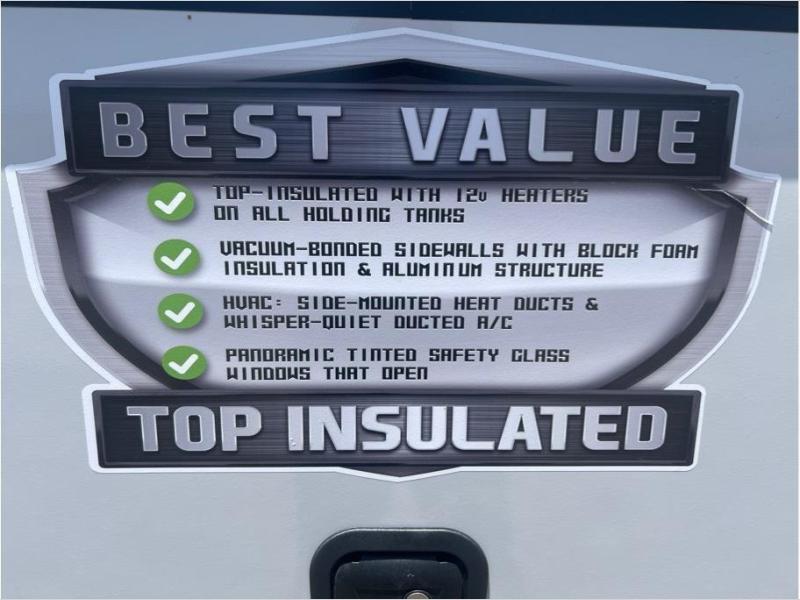 BEST VALUE
TOP-INSULATED WITH 12v HEATERS
ON ALL HOLDING TANKS
VACUUM-BONDED SIDEWALLS WITH BLOCK FOAM
INSULATION & ALUMINUM STRUCTURE
HVAC: SIDE-MOUNTED HEAT DUCTS &
WHISPER-QUIET DUCTED A/C
PANORAMIC TINTED SAFETY GLASS
WINDOWS THAT OPEN
TOP INSULATED